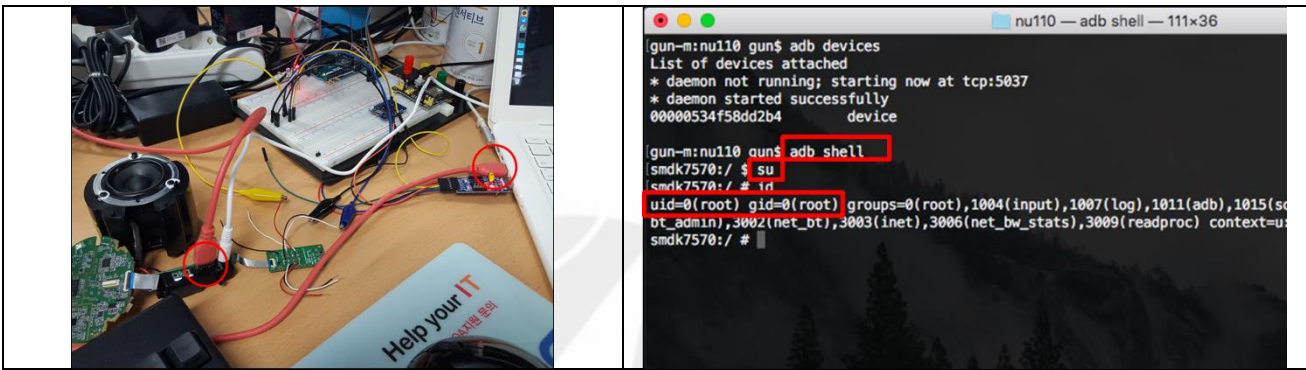 Help your IT
nu110 — adb shell — 111×36
[gun-m:nu110 gun$ adb devices
List of devices attached
* daemon not running; starting now at tcp:5037
* daemon started successfully
00000534f58dd2b4 device
[gun-m:nu110 gun$ adb shell
[smdk7570:/ $ su
[smdk7570:/ # id
uid=0(root) gid=0(root) groups=0(root),1004(input),1007(log),1011(adb),1015(s
bt_admin),3002(net_bt),3003(inet),3006(net_bw_stats),3009(readproc) context=u:
smdk7570:/ #